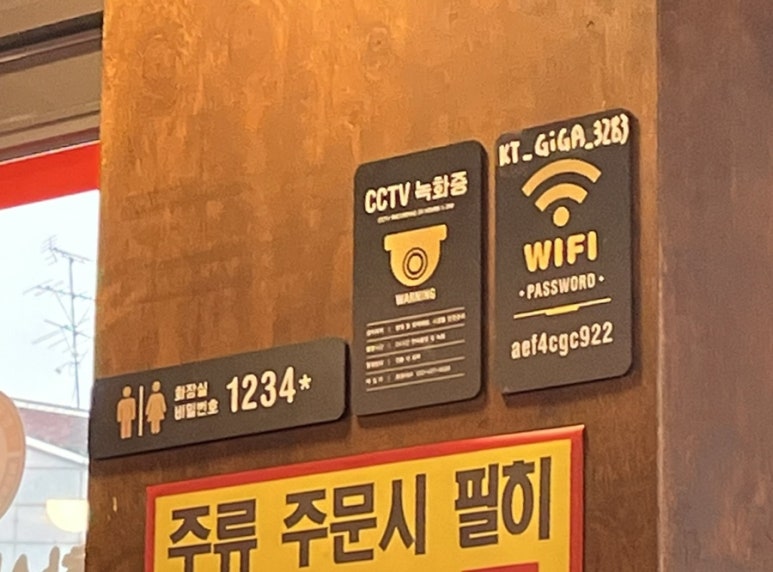 KT_GiGA_3283
WIFI
• PASSWORD •
aef4cgc922
CCTV 녹화중
WARNING
화장실
비밀번호
1234*
주류 주문시 필히